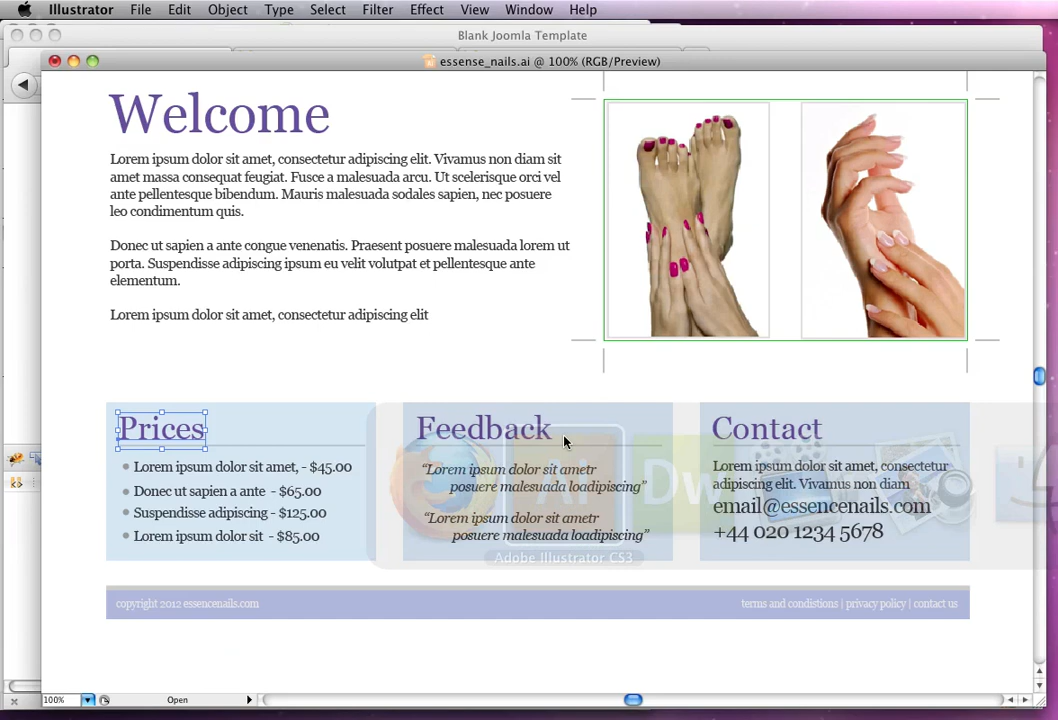 Illustrator File Edit Object Type Select Filter Effect View Window Help
Blank Joomla Template
essense_nails.ai @ 100% (RGB/Preview)
Welcome
Lorem ipsum dolor sit amet, consectetur adipiscing elit. Vivamus non diam sit
amet massa consequat feugiat. Fusce a malesuada arcu. Ut scelerisque orci vel
ante pellentesque bibendum. Mauris malesuada sodales sapien, nec posuere
leo condimentum quis.
Donec ut sapien a ante congue venenatis. Praesent posuere malesuada lorem ut
porta. Suspendisse adipiscing ipsum eu velit volutpat et pellentesque ante
elementum.
Lorem ipsum dolor sit amet, consectetur adipiscing elit
Prices
Lorem ipsum dolor sit amet, - $45.00
Donec ut sapien a ante - $65.00
Suspendisse adipiscing - $125.00
Lorem ipsum dolor sit - $85.00
Feedback
“Lorem ipsum dolor sit ametr
posuere malesuada loadipiscing”
“Lorem ipsum dolor sit ametr
posuere malesuada loadipiscing”
Contact
Lorem ipsum dolor sit amet, consectetur
adipiscing elit. Vivamus non diam
email@essencenails.com
+44 020 1234 5678
Ai
Dw
Adobe Illustrator CS3
copyright 2012 essencenails.com
terms and condistions | privacy policy | contact us
100%
Open